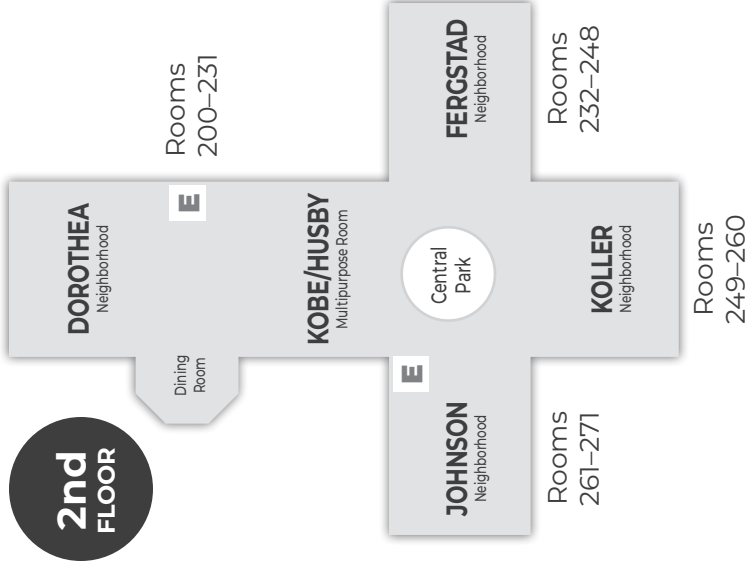 2nd
FLOOR
DOROTHEA
Neighborhood
Dining
Room
E
Rooms
200–231
KOBE/HUSBY
Multipurpose Room
E
JOHNSON
Neighborhood
Central
Park
FERGSTAD
Neighborhood
Rooms
261–271
Rooms
232–248
KOLLER
Neighborhood
Rooms
249–260